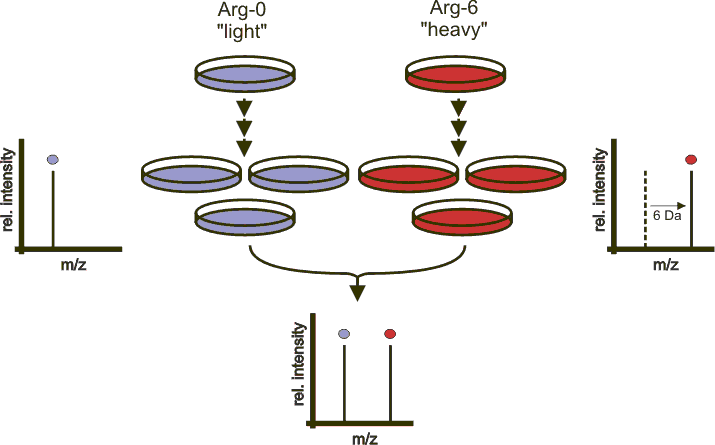 Arg-0
"light"
Arg-6
"heavy"
rel. intensity
m/z
rel. intensity
6 Da
m/z
rel. intensity
m/z